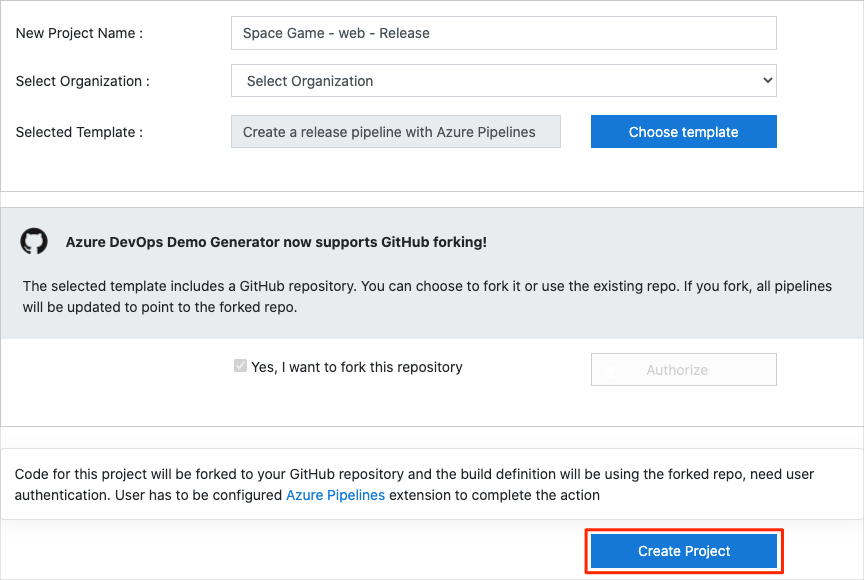 New Project Name :
Space Game - web - Release
Select Organization :
Select Organization
Selected Template :
Create a release pipeline with Azure Pipelines
Choose template
Azure DevOps Demo Generator now supports GitHub forking!
The selected template includes a GitHub repository. You can choose to fork it or use the existing repo. If you fork, all pipelines
will be updated to point to the forked repo.
Yes, I want to fork this repository
Authorize
Code for this project will be forked to your GitHub repository and the build definition will be using the forked repo, need user
authentication. User has to be configured Azure Pipelines extension to complete the action
Create Project